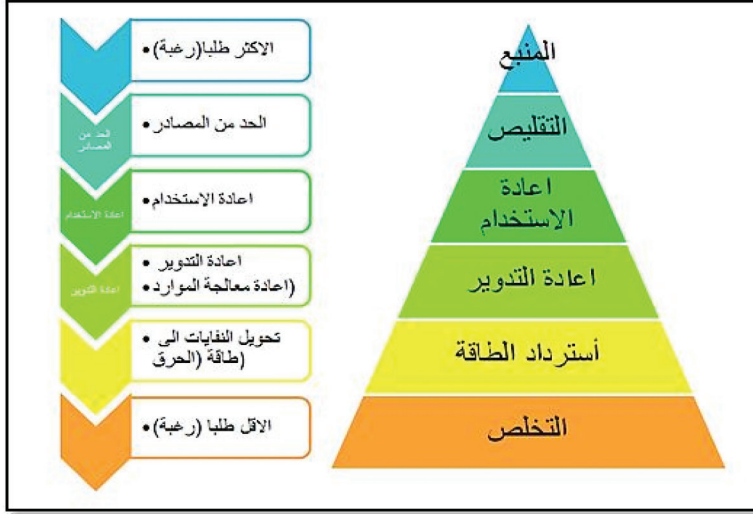 المنبع
التقليص
اعادة
الاستخدام
اعادة التدوير
أسترداد الطاقة
التخلص
• الاكثر طلبا(رغبة)
الحد من
المصادر
• الحد من المصادر
اعادة الاستخدام
• اعادة الاستخدام
اعادة التدوير
• اعادة التدوير
• اعادة معالجة الموارد)
• تحويل النفايات الى
طاقة (الحرق)
• الاقل طلبا (رغبة)